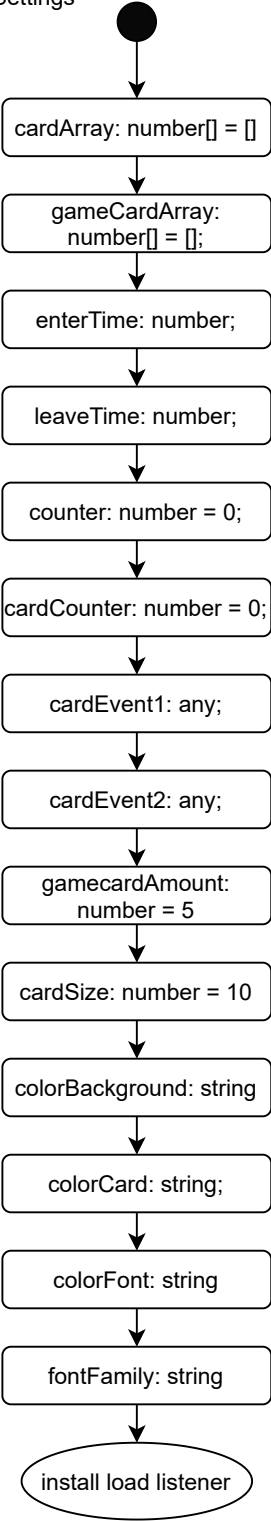 Settings
cardArray: number[] = []
gameCardArray:
number[] = [];
enterTime: number;
leaveTime: number;
counter: number = 0;
cardCounter: number = 0;
cardEvent1: any;
cardEvent2: any;
gamecardAmount:
number = 5
cardSize: number = 10
colorBackground: string
colorCard: string;
colorFont: string
fontFamily: string
install load listener